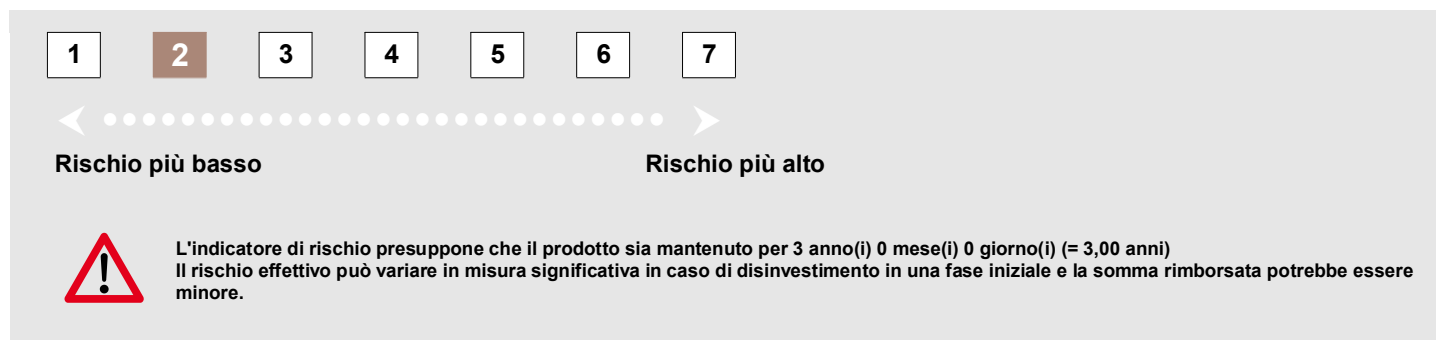 1 2 3 4 5 6 7
Rischio più basso Rischio più alto
L'indicatore di rischio presuppone che il prodotto sia mantenuto per 3 anno(i) 0 mese(i) 0 giorno(i) (= 3,00 anni)
Il rischio effettivo può variare in misura significativa in caso di disinvestimento in una fase iniziale e la somma rimborsata potrebbe essere
minore.